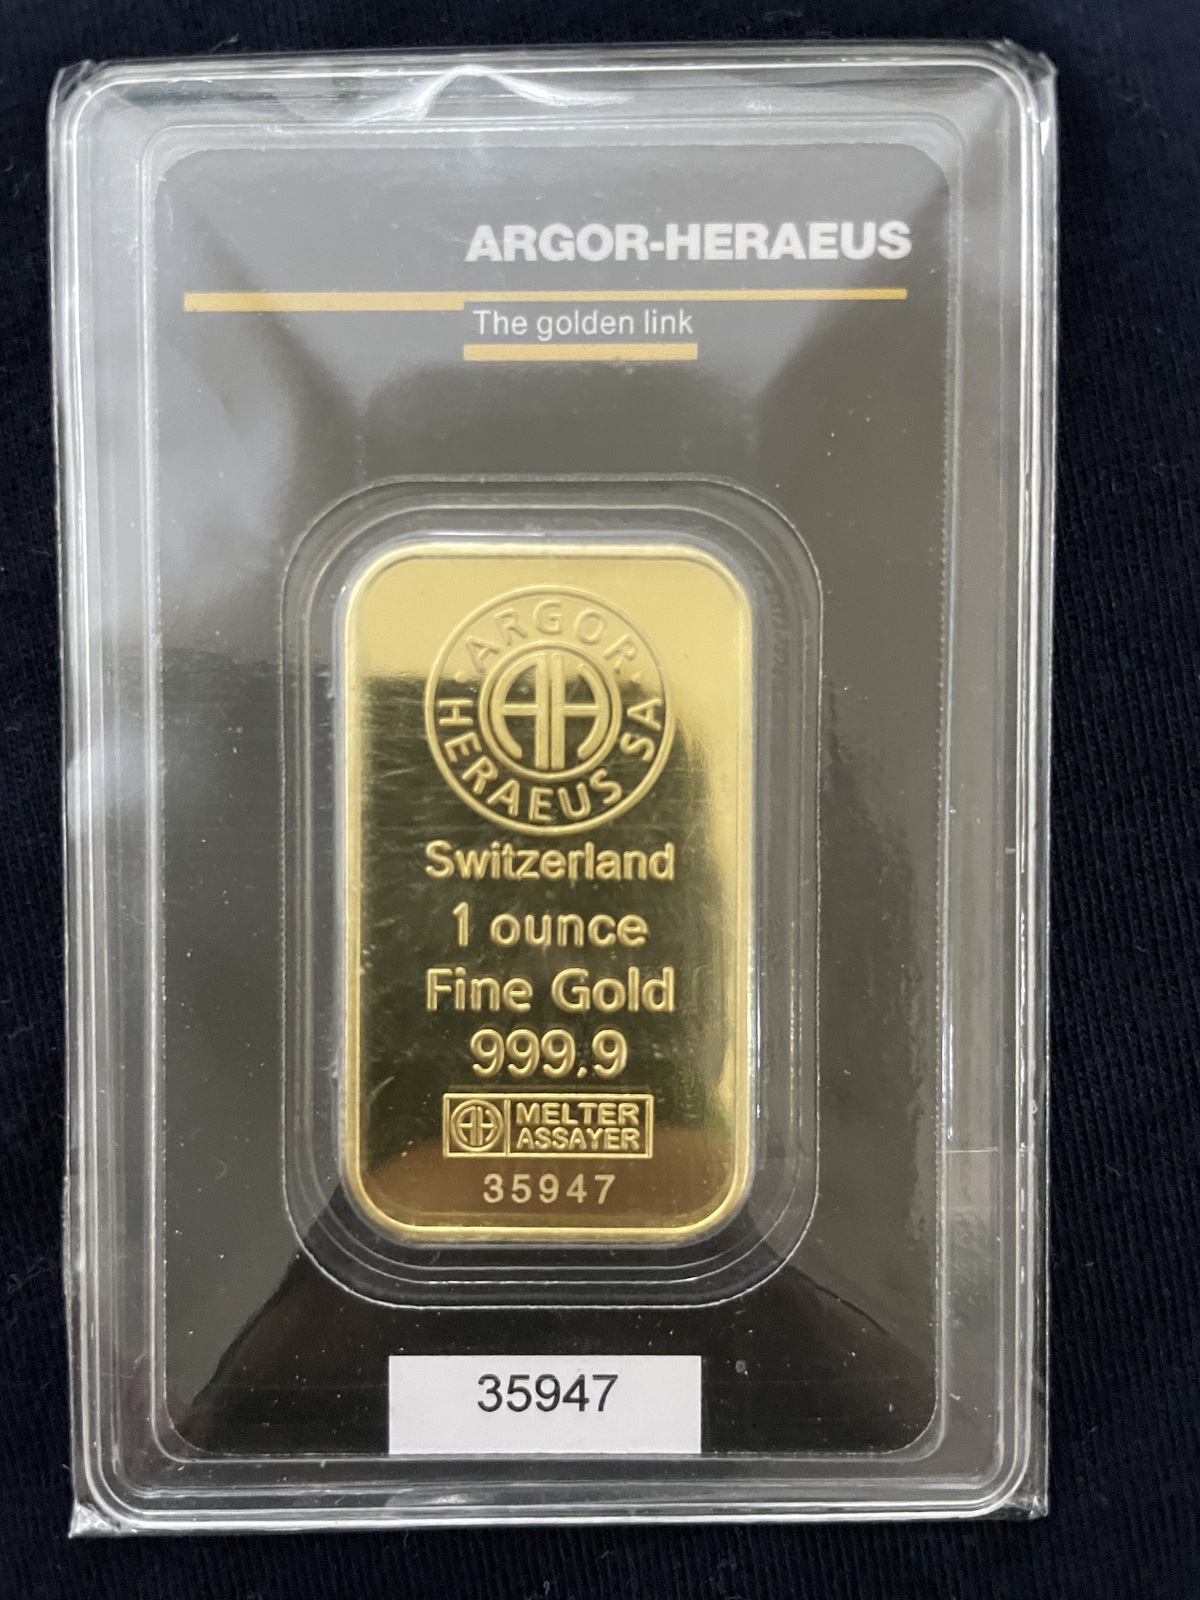 ARGOR-HERAEUS
The golden link
ARGOR
HERAEUS SA
AH
Switzerland
1 ounce
Fine Gold
999.9
AH MELTER
ASSAYER
35947
35947